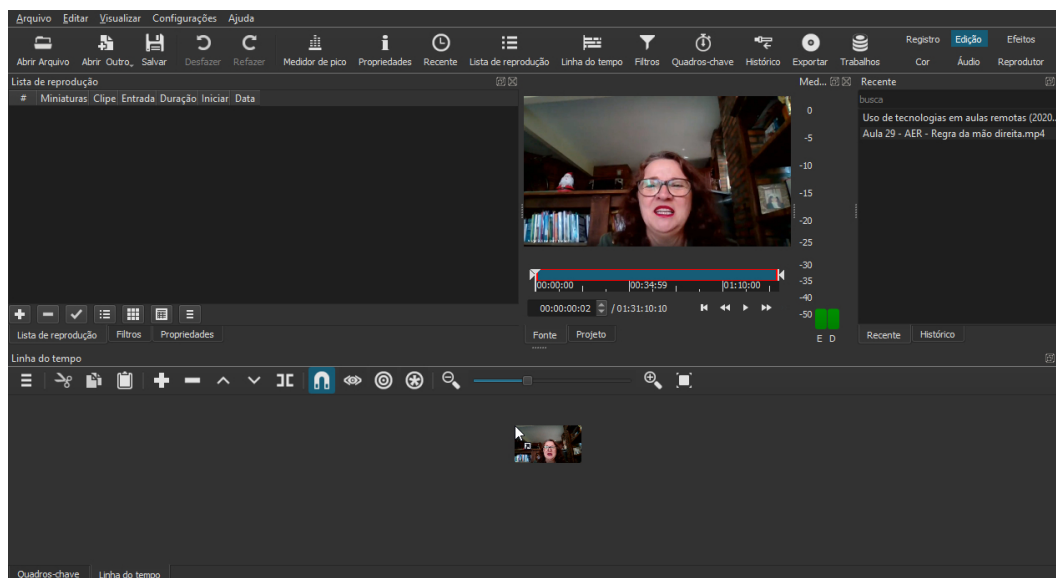 Arquivo Editar Visualizar Configurações Ajuda
Abrir Arquivo Abrir Outro.. Salvar Desfazer Refazer Medidor de pico Propriedades Recente Lista de reprodução Linha do tempo Filtros Quadros-chave Histórico Exportar Trabalhos
Registro Edição Efeitos
Cor Áudio Reprodutor
Lista de reprodução
# Miniaturas Clipe Entrada Duração Iniciar Data
Med...
0
-5
-10
-15
-20
-25
-30
-35
-40
-50
E D
Recente
busca
Uso de tecnologias em aulas remotas (2020..
Aula 29 - AER - Regra da mão direita.mp4
00:00:00 00:34:59 01:10:00
00:00:00:02 / 01:31:10:10
Lista de reprodução Filtros Propriedades
Fonte Projeto
Recente Histórico
Linha do tempo
Quadros-chave Linha do tempo